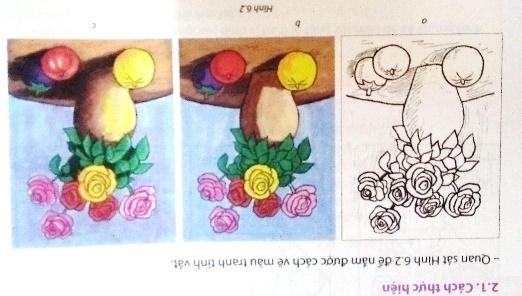 2.1. Cách thực hiện
- Quan sát Hình 6.2 để nắm được cách vẽ màu tranh tĩnh vật.
a
b
c
Hình 6.2